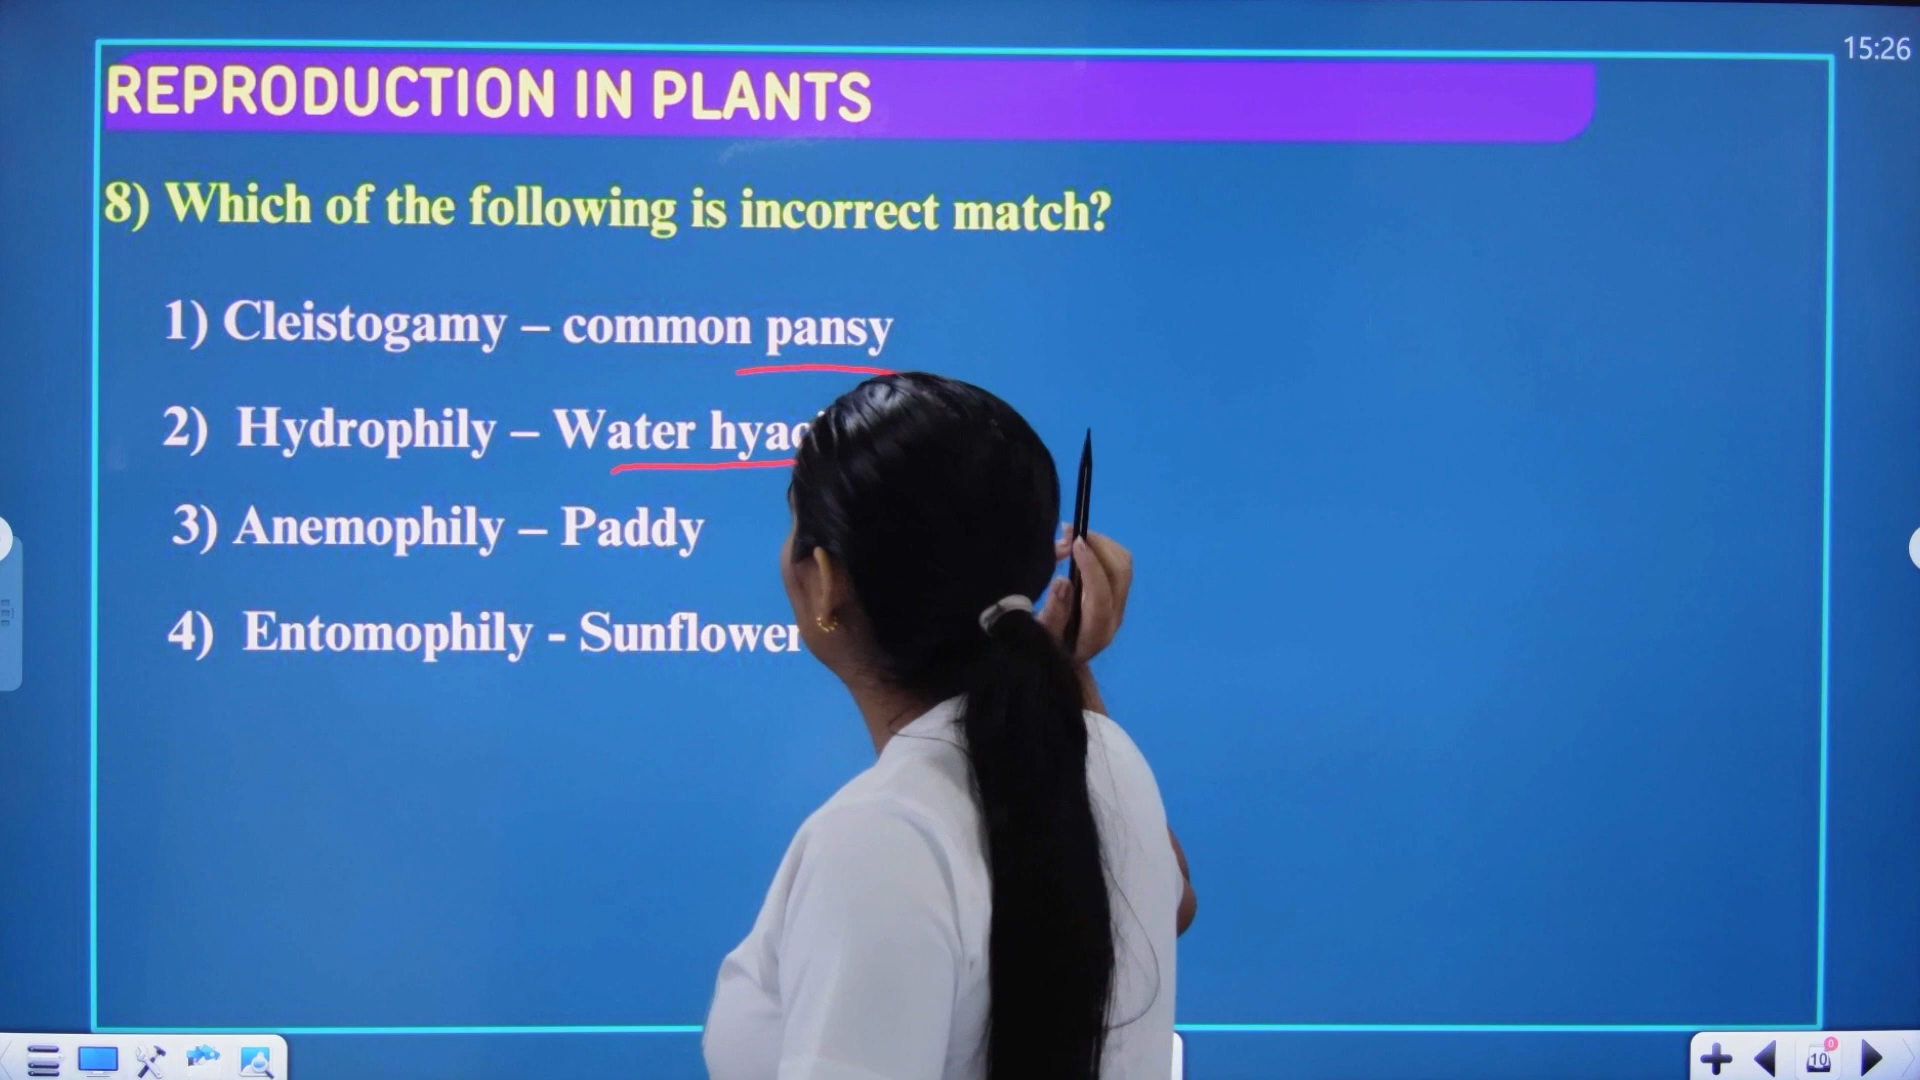 15:26
REPRODUCTION IN PLANTS
8) Which of the following is incorrect match?
1) Cleistogamy – common pansy
2) Hydrophily – Water
3) Anemophily – Paddy
4) Entomophily - Sunflower
10
0